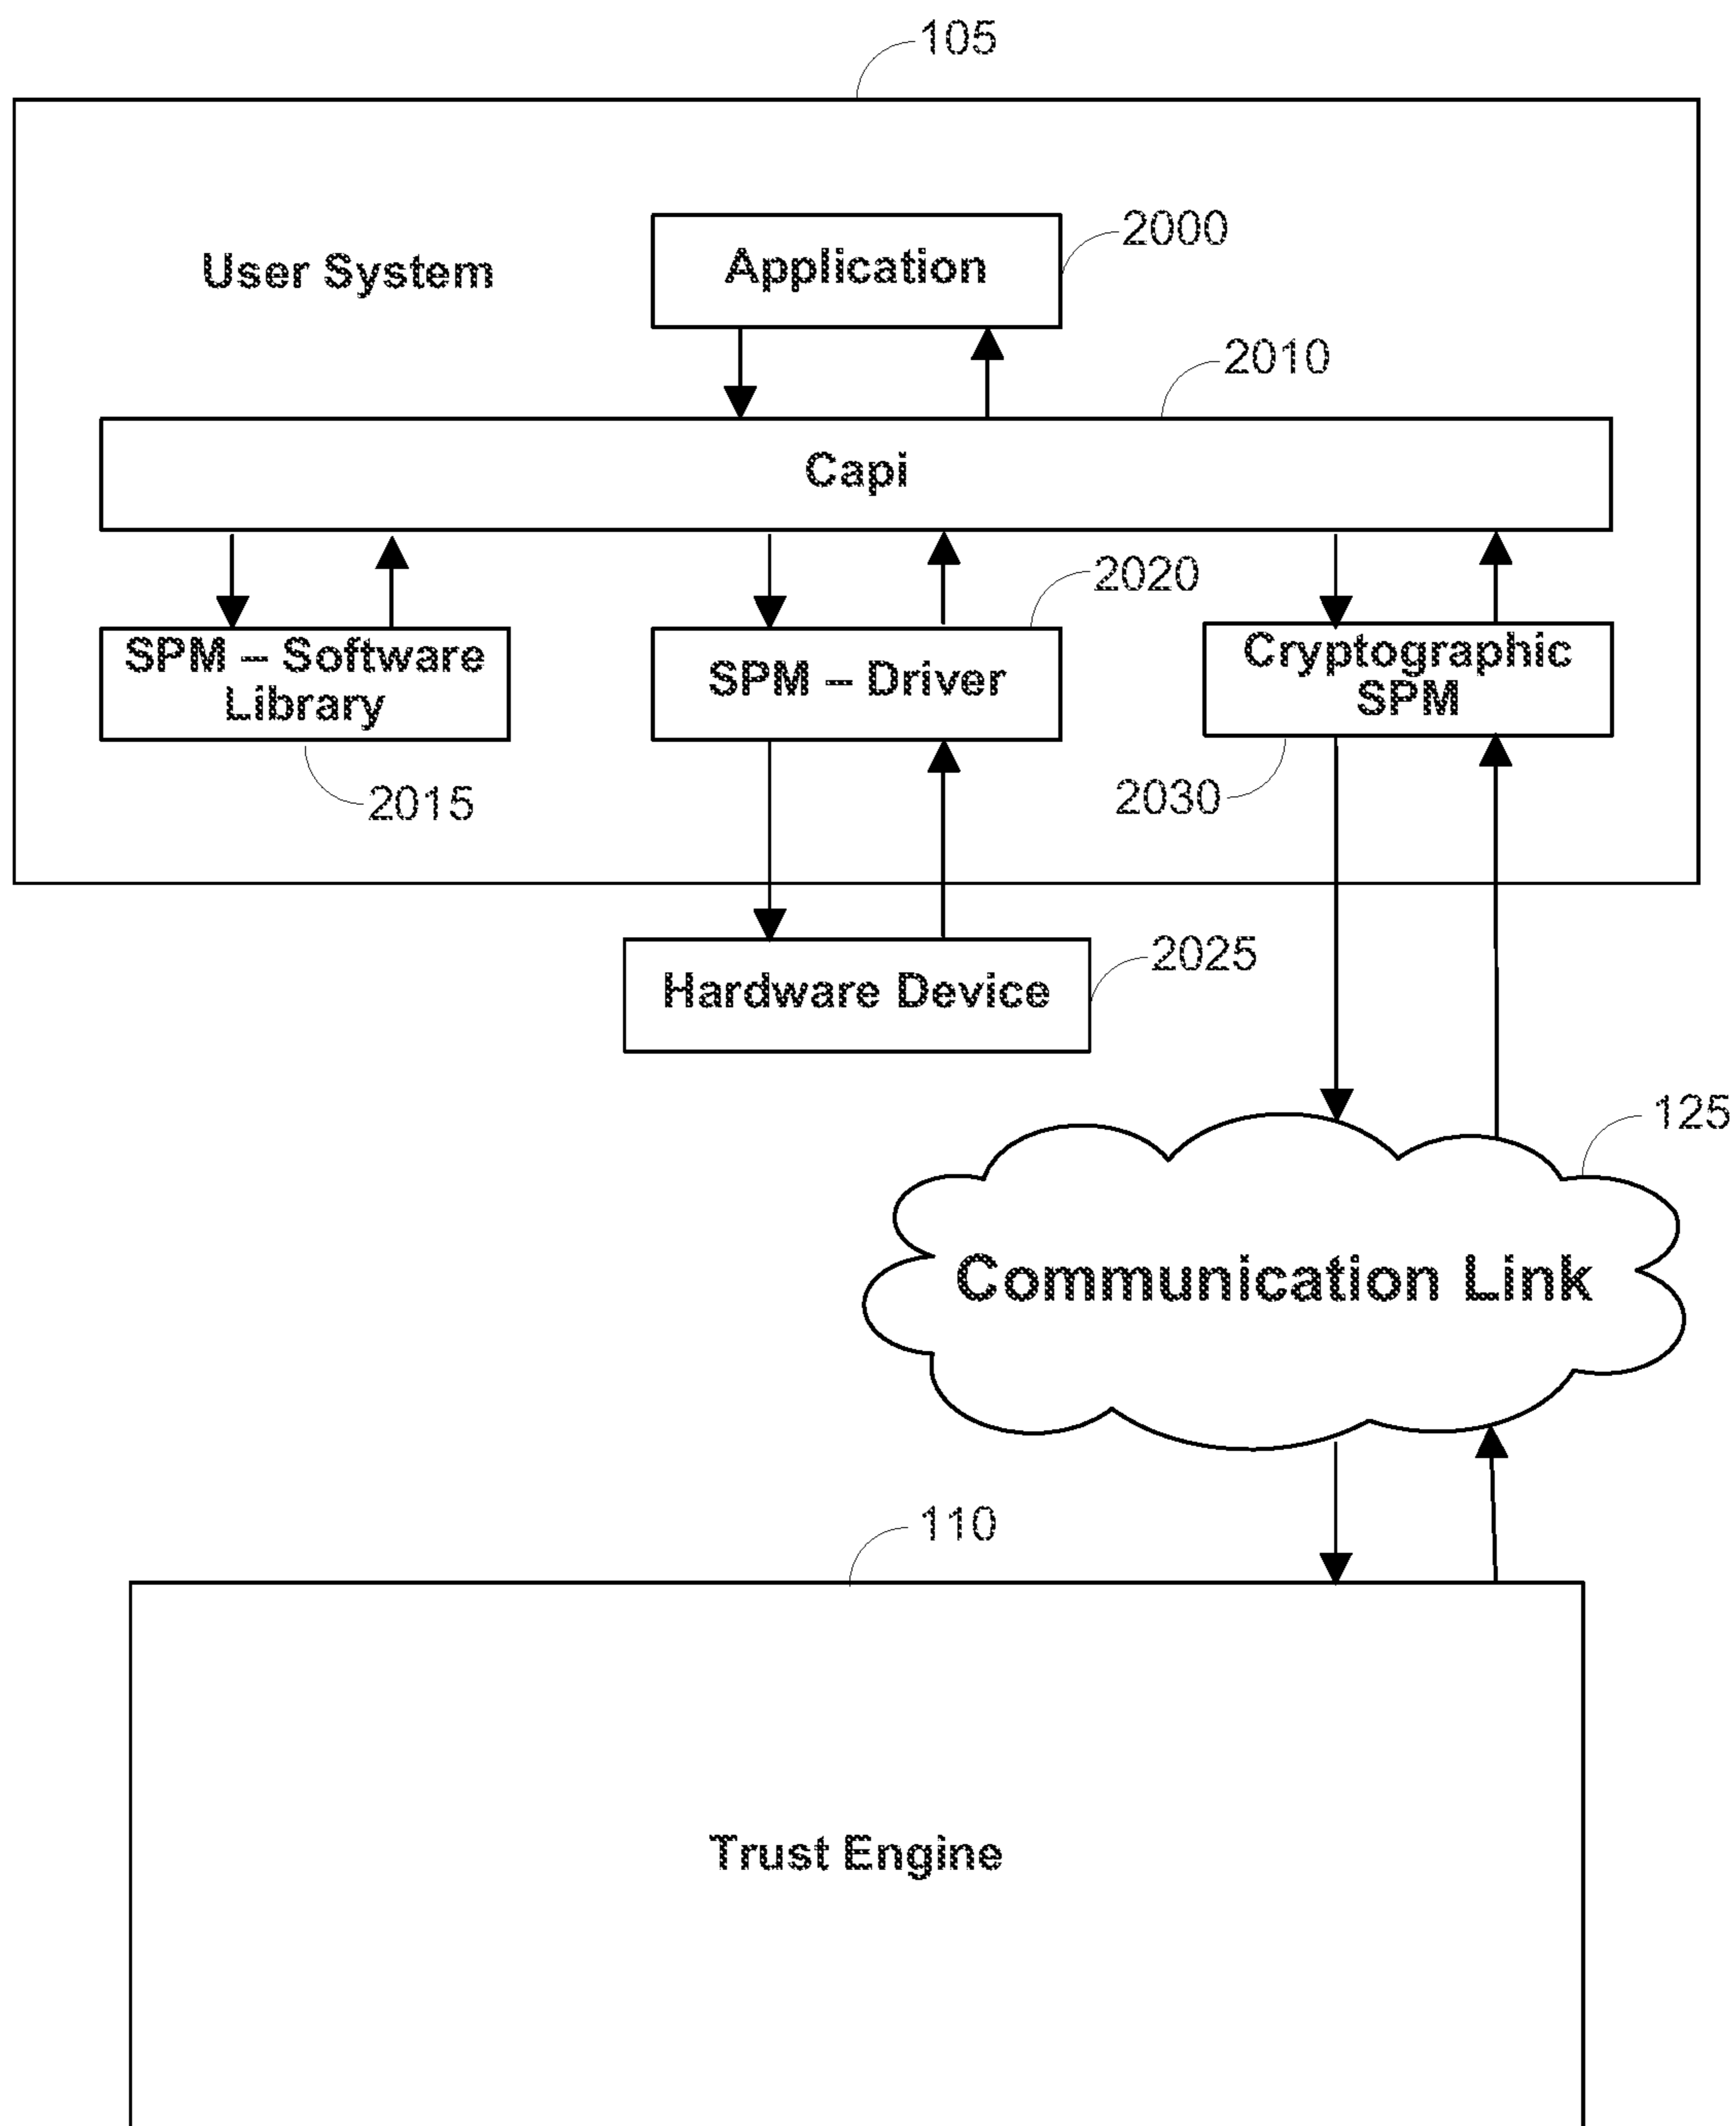 105
User System
Application
2000
2010
Capi
2020
SPM – Software
Library
SPM – Driver
Cryptographic
SPM
2015
2030
Hardware Device
2025
125
Communication Link
110
Trust Engine